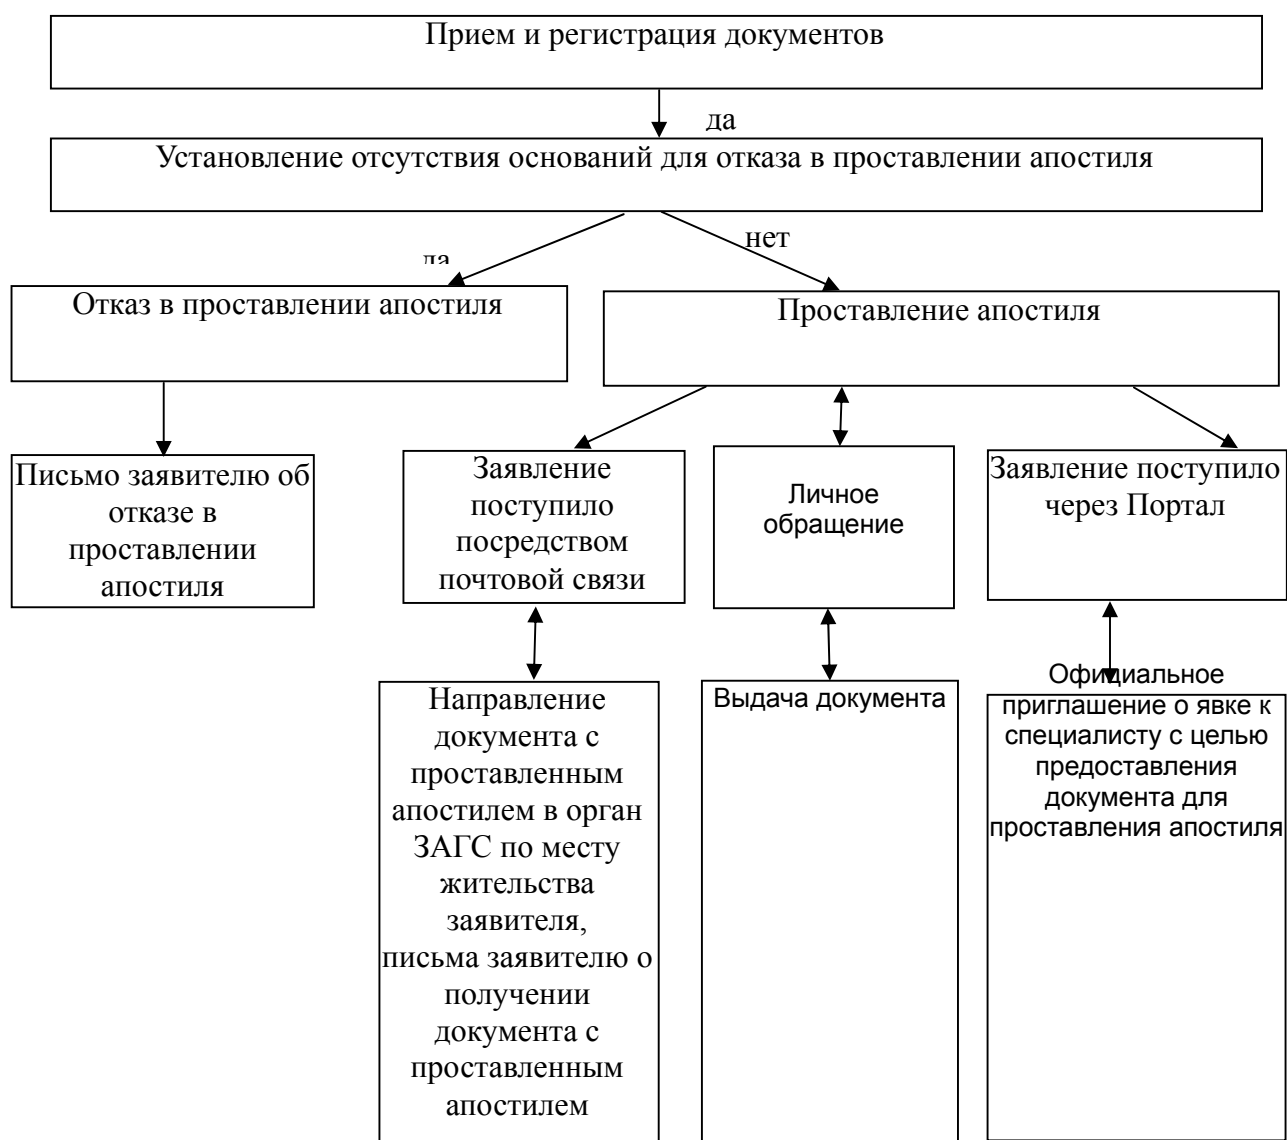 Прием и регистрация документов
да
Установление отсутствия оснований для отказа в проставлении апостиля
нет
да
Отказ в проставлении апостиля
Проставление апостиля
Письмо заявителю об
отказе в
проставлении
апостиля
Заявление
поступило
посредством
почтовой связи
Личное
обращение
Заявление поступило
через Портал
Направление
документа с
проставленным
апостилем в орган
ЗАГС по месту
жительства
заявителя,
письма заявителю о
получении
документа с
проставленным
апостилем
Выдача документа
Официальное
приглашение о явке к
специалисту с целью
предоставления
документа для
проставления апостиля